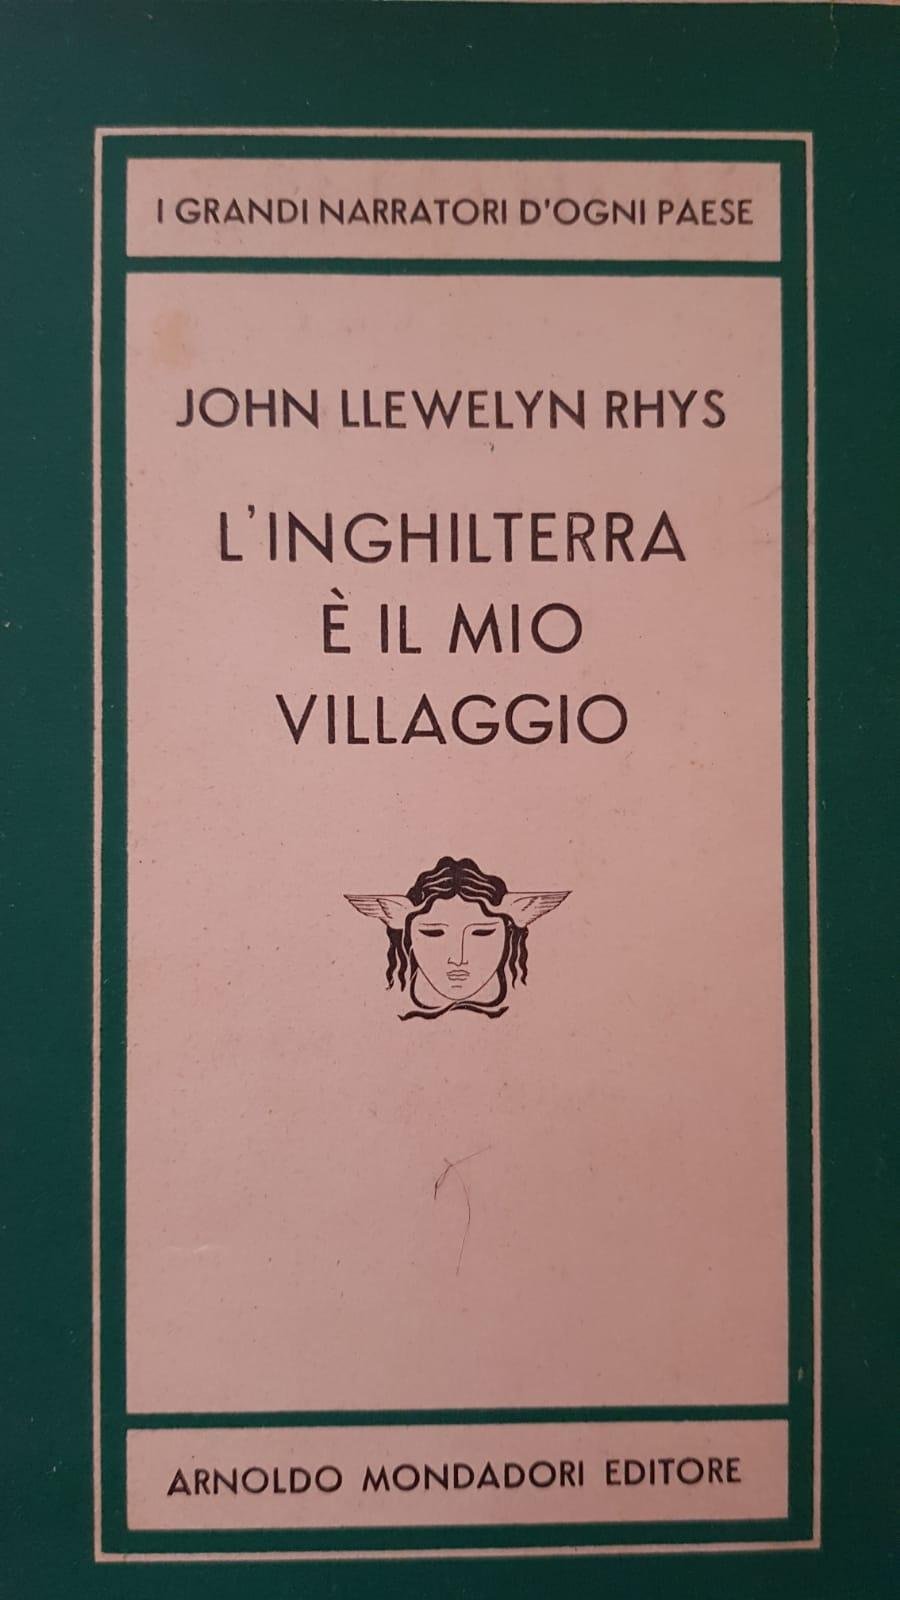 I GRANDI NARRATORI D'OGNI PAESE
JOHN LLEWELYN RHYS
L'INGHILTERRA
È IL MIO
VILLAGGIO
ARNOLDO MONDADORI EDITORE